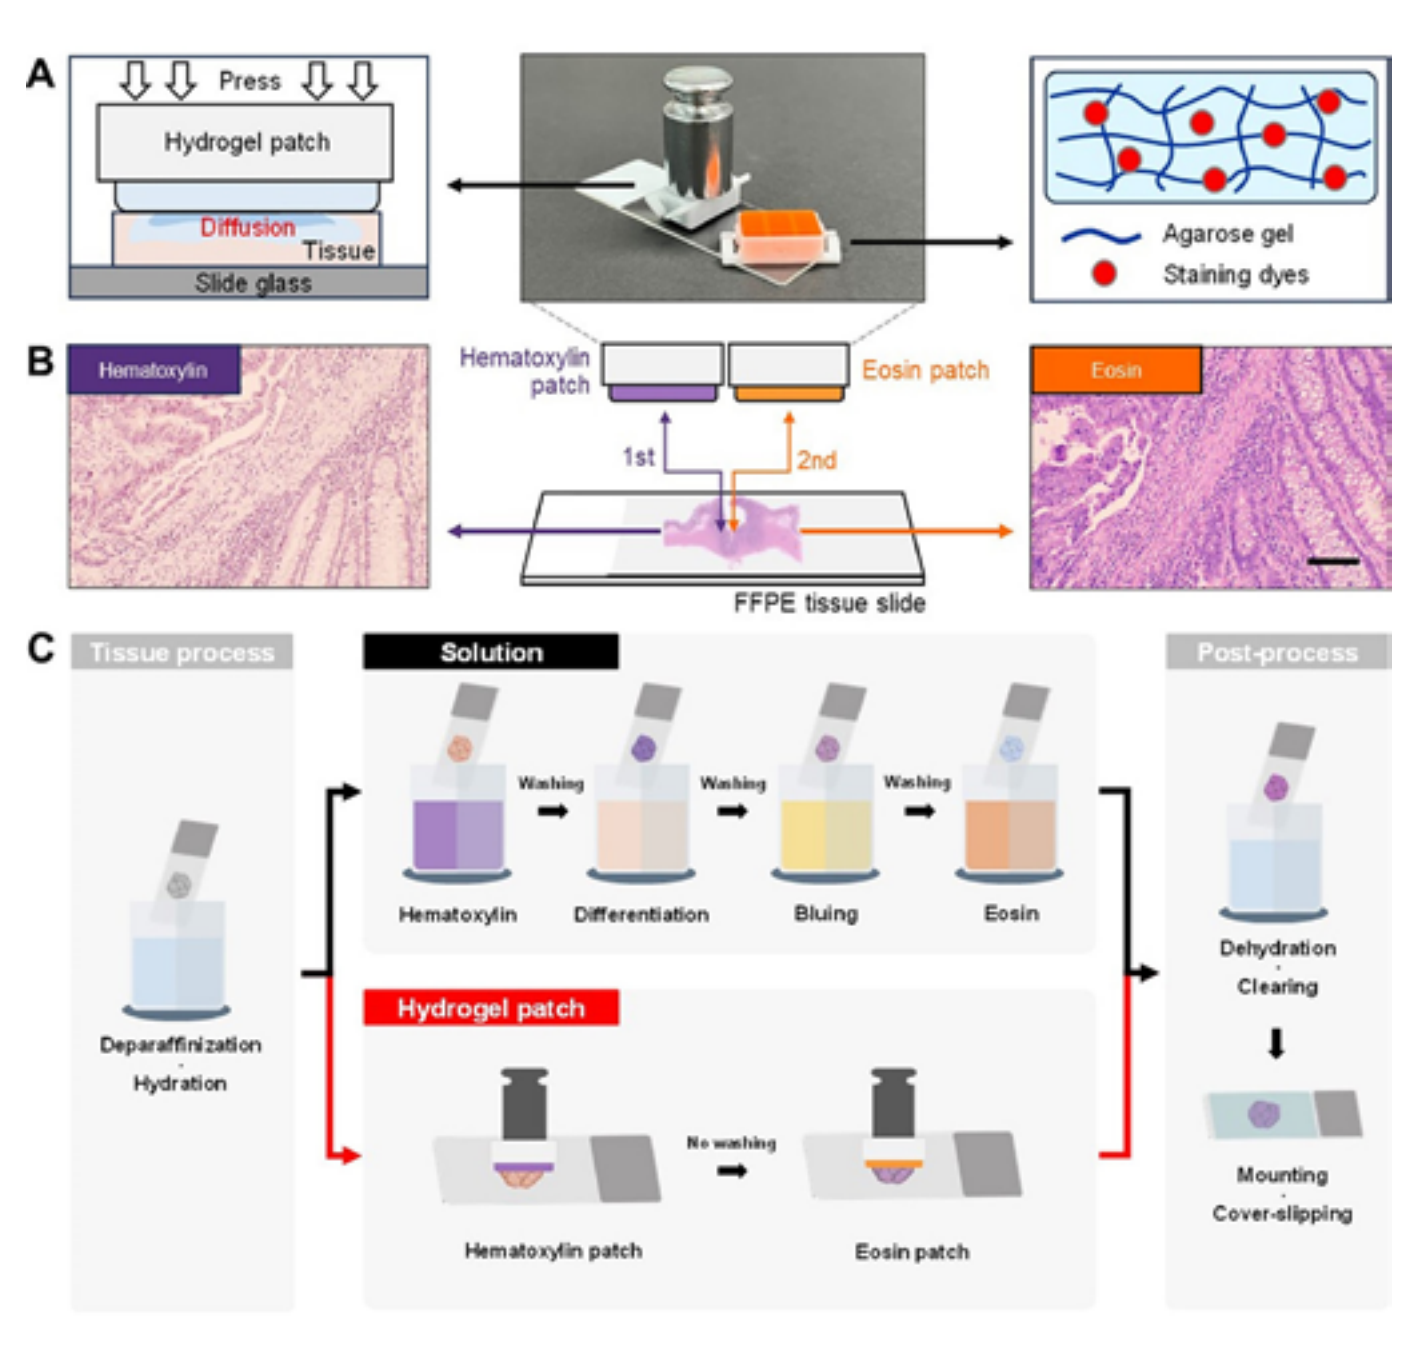 A
Press
Hydrogel patch
Diffusion
Tissue
Slide glass
Agarose gel
Staining dyes
B
Hematoxylin
Hematoxylin
patch
Eosin patch
Eosin
1st
2nd
FFPE tissue slide
C
Tissue process
Solution
Post-process
Washing
Washing
Washing
Hematoxylin
Differentiation
Bluing
Eosin
Deparaffinization
·
Hydration
Dehydration
·
Clearing
Hydrogel patch
No washing
Hematoxylin patch
Eosin patch
Mounting
·
Cover-slipping